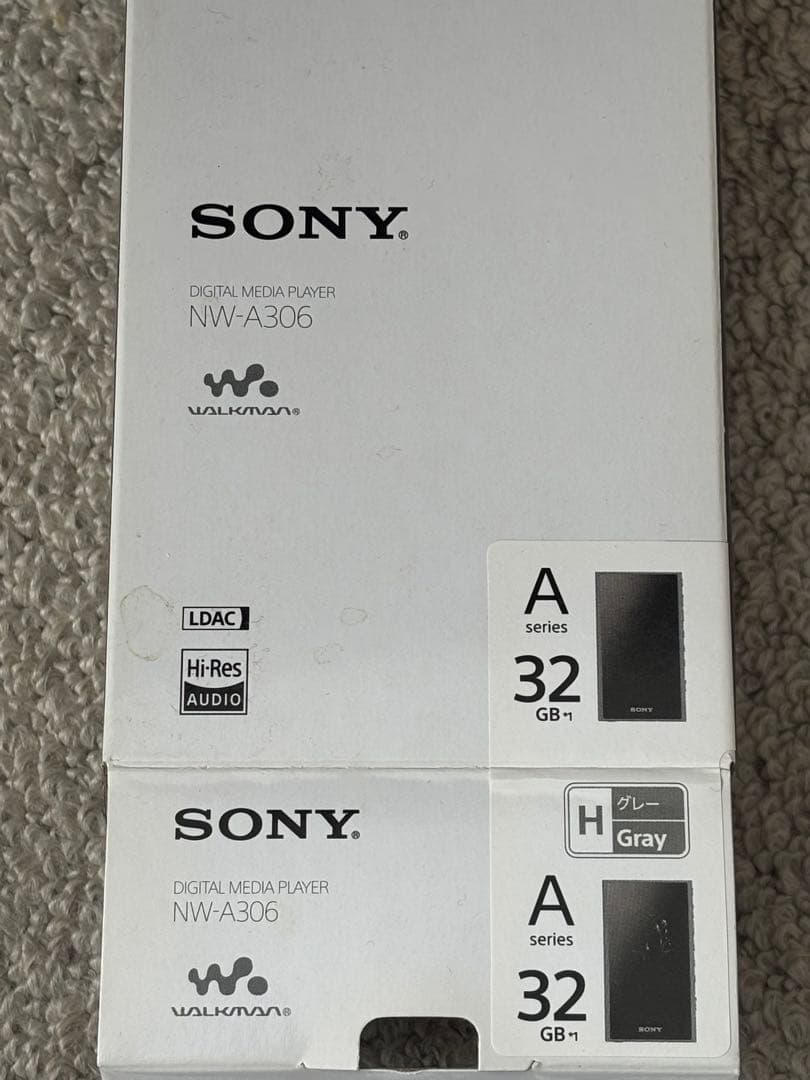 SONY®
DIGITAL MEDIA PLAYER
NW-A306
WALKMAN®
LDAC
Hi-Res
AUDIO
A
series
32
GB *1
SONY
SONY®
DIGITAL MEDIA PLAYER
NW-A306
WALKMAN®
H グレー
Gray
A
series
32
GB *1
SONY